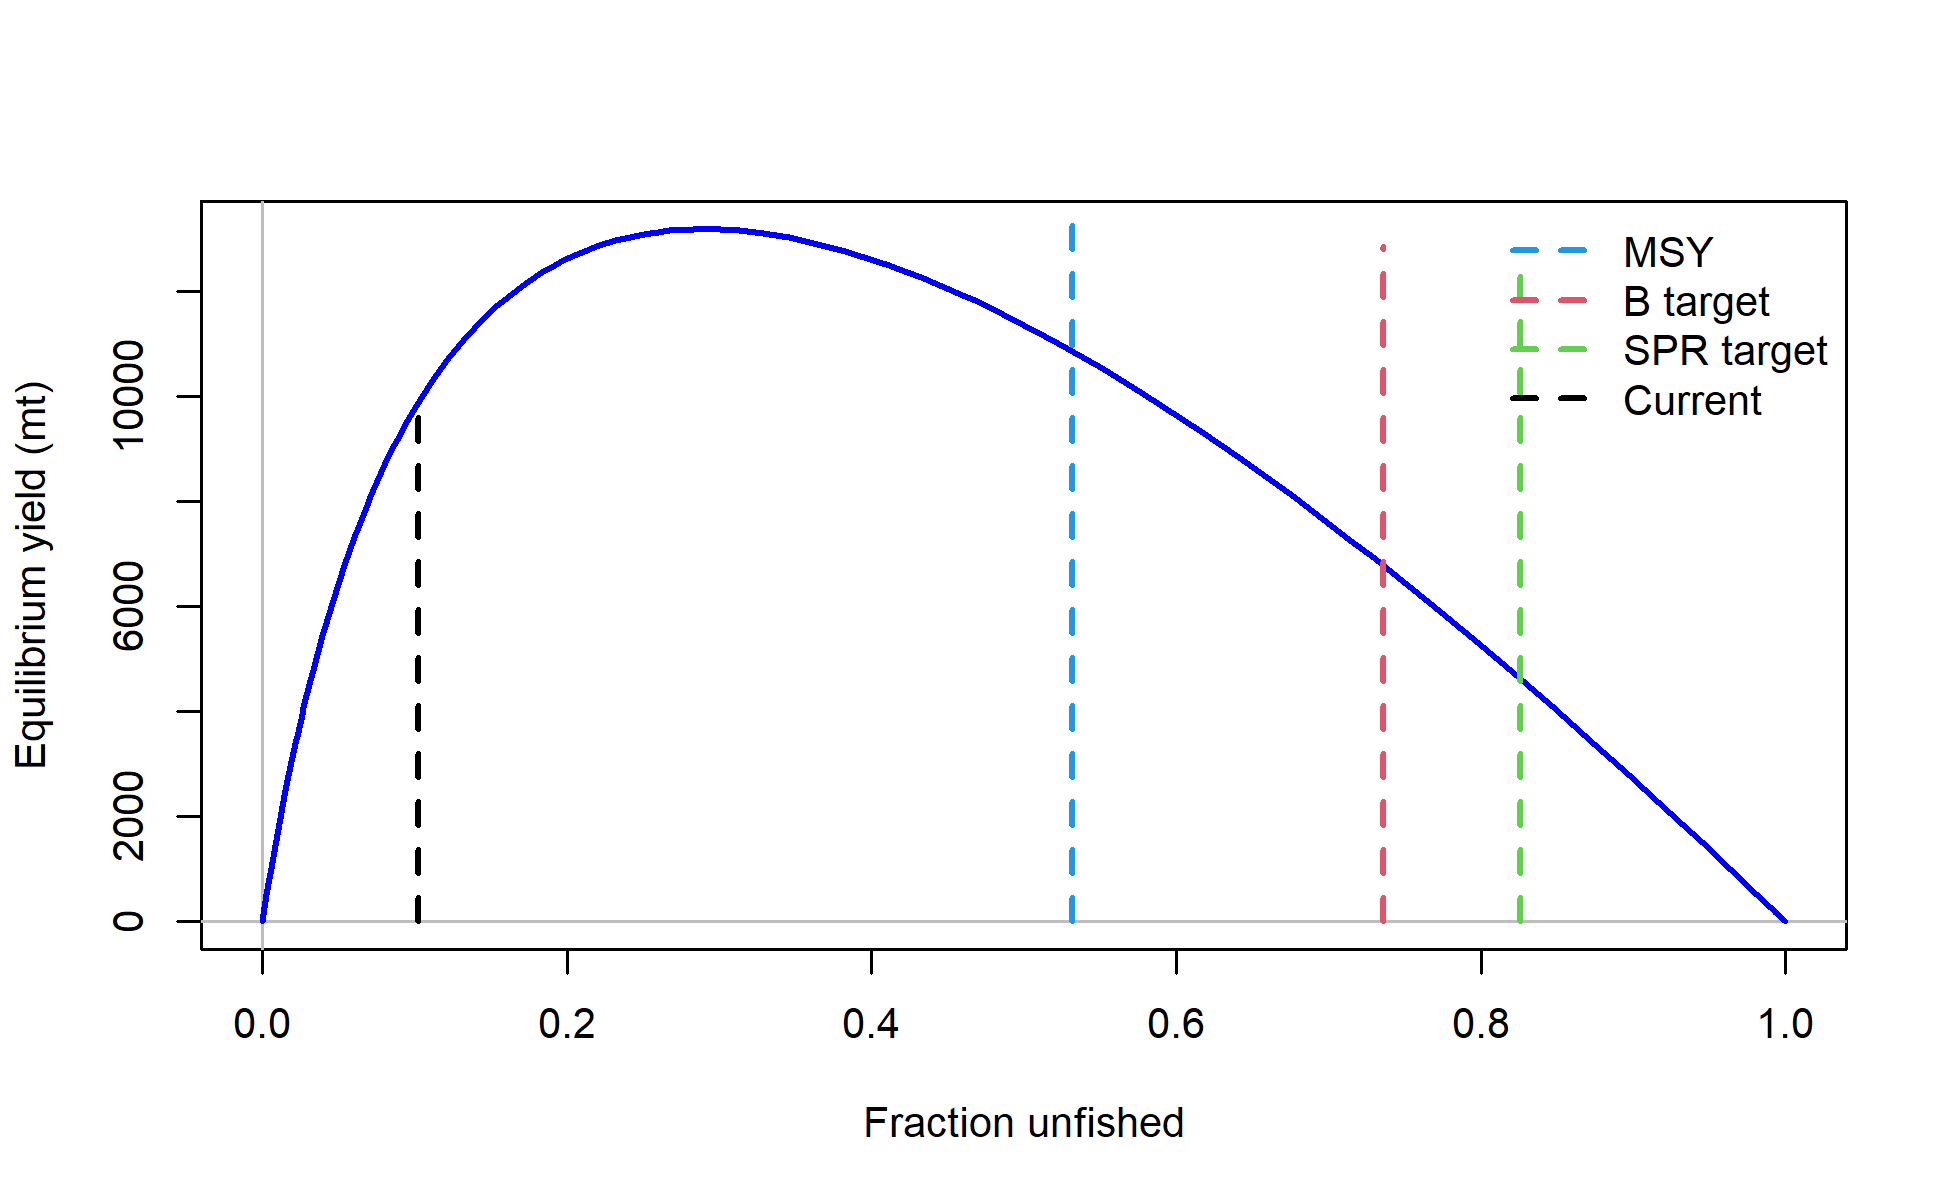 MSY
B target
SPR target
Current
Equilibrium yield (mt)
10000
6000
2000
0
0.0 0.2 0.4 0.6 0.8 1.0
Fraction unfished